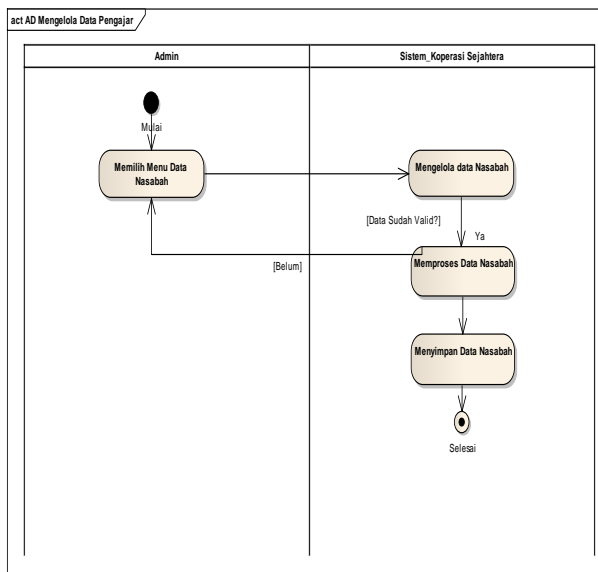 act AD Mengelola Data Pengajar
Admin
Sistem_Koperasi Sejahtera
Mulai
Memilih Menu Data
Nasabah
Mengelola data Nasabah
[Data Sudah Valid?]
Ya
[Belum]
Memproses Data Nasabah
Menyimpan Data Nasabah
Selesai